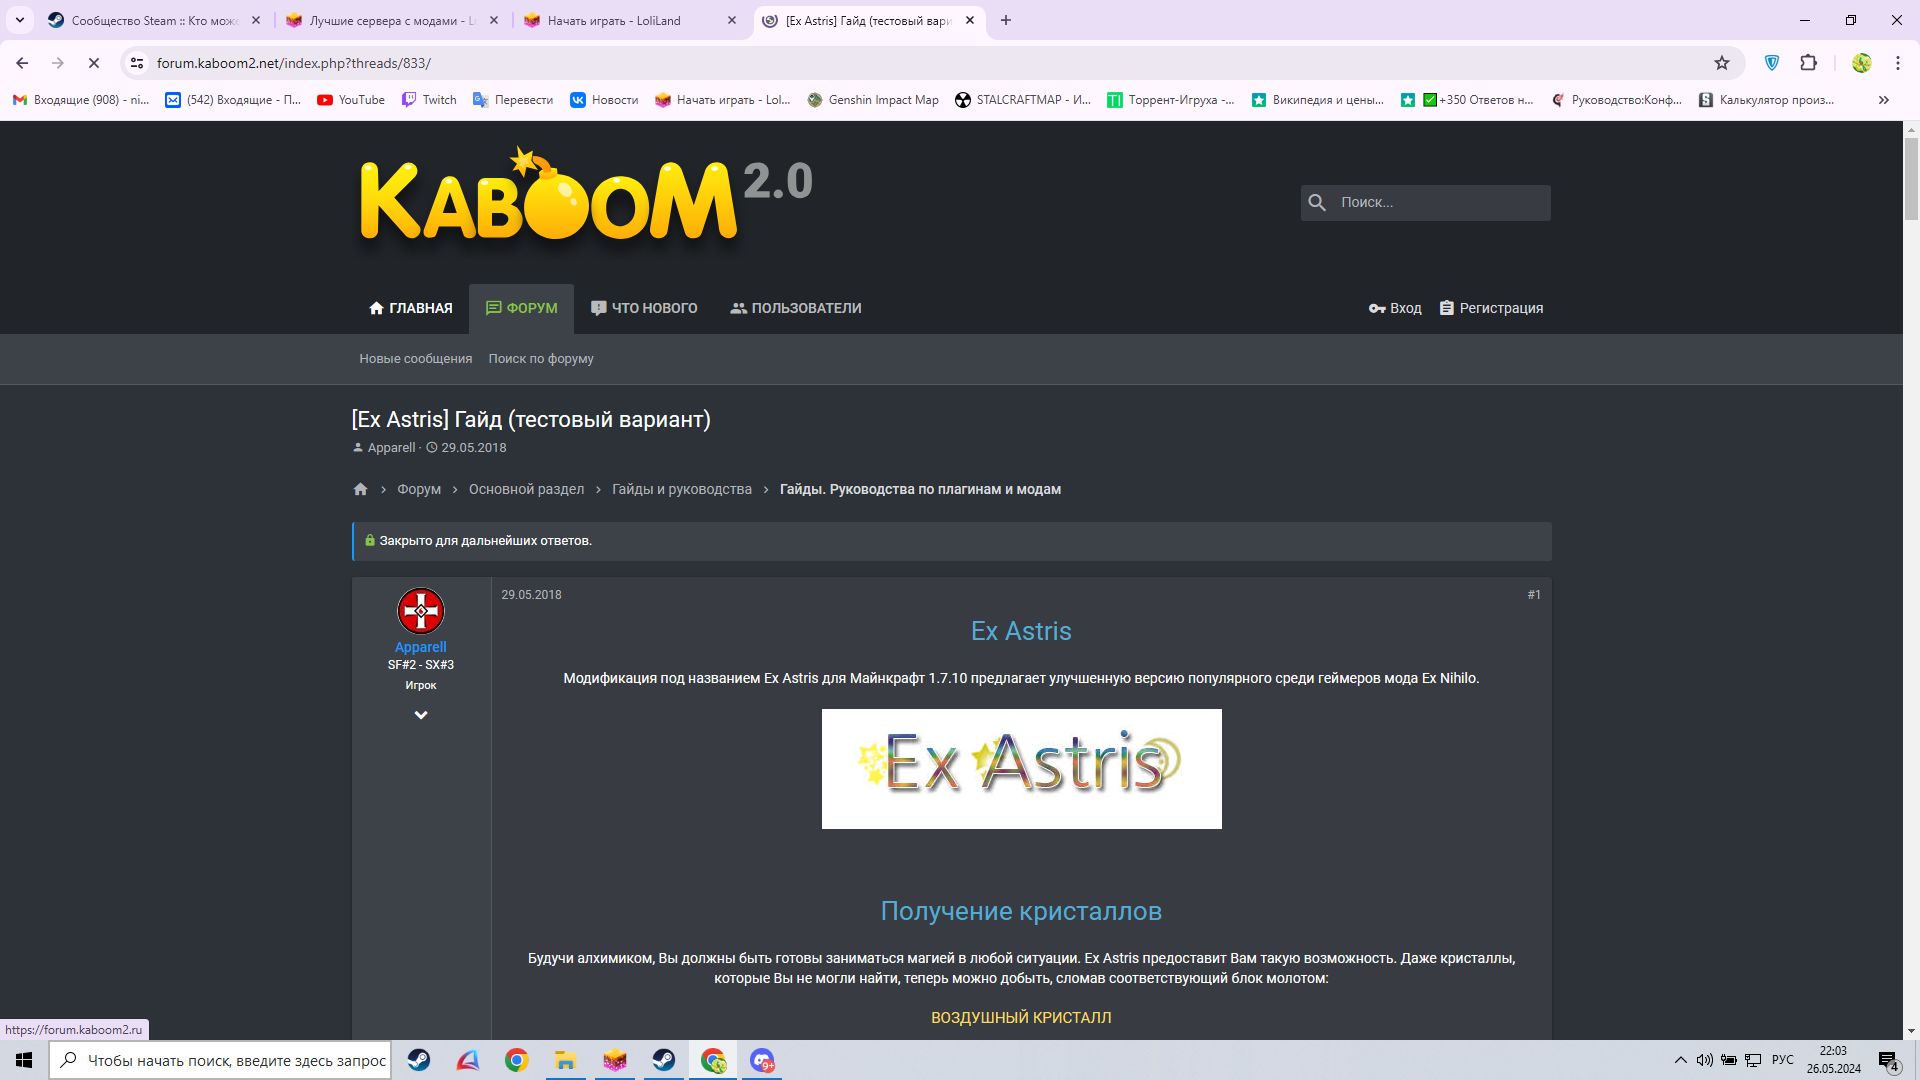 Сообщество Steam :: Кто може
Лучшие сервера с модами - L
Начать играть - LoliLand
[Ex Astris] Гайд (тестовый вари
forum.kaboom2.net/index.php?threads/833/
Входящие (908) - ni...
(542) Входящие - П...
YouTube
Twitch
Перевести
Новости
Начать играть - Lol...
Genshin Impact Map
STALCRAFTMAP - И...
Торрент-Игруха -...
Википедия и цены...
+350 Ответов н...
Руководство:Конф...
Калькулятор произ...
KABOOM 2.0
Поиск...
ГЛАВНАЯ
ФОРУМ
ЧТО НОВОГО
ПОЛЬЗОВАТЕЛИ
Вход
Регистрация
Новые сообщения
Поиск по форуму
[Ex Astris] Гайд (тестовый вариант)
Apparell · 29.05.2018
Форум
Основной раздел
Гайды и руководства
Гайды. Руководства по плагинам и модам
Закрыто для дальнейших ответов.
Apparell
SF#2 - SX#3
Игрок
29.05.2018
#1
Ex Astris
Модификация под названием Ex Astris для Майнкрафт 1.7.10 предлагает улучшенную версию популярного среди геймеров мода Ex Nihilo.
Ex Astris
Получение кристаллов
Будучи алхимиком, Вы должны быть готовы заниматься магией в любой ситуации. Ex Astris предоставит Вам такую возможность. Даже кристаллы,
которые Вы не могли найти, теперь можно добыть, сломав соответствующий блок молотом:
ВОЗДУШНЫЙ КРИСТАЛЛ
https://forum.kaboom2.ru
Чтобы начать поиск, введите здесь запрос
9+
РУС
22:03
26.05.2024
4